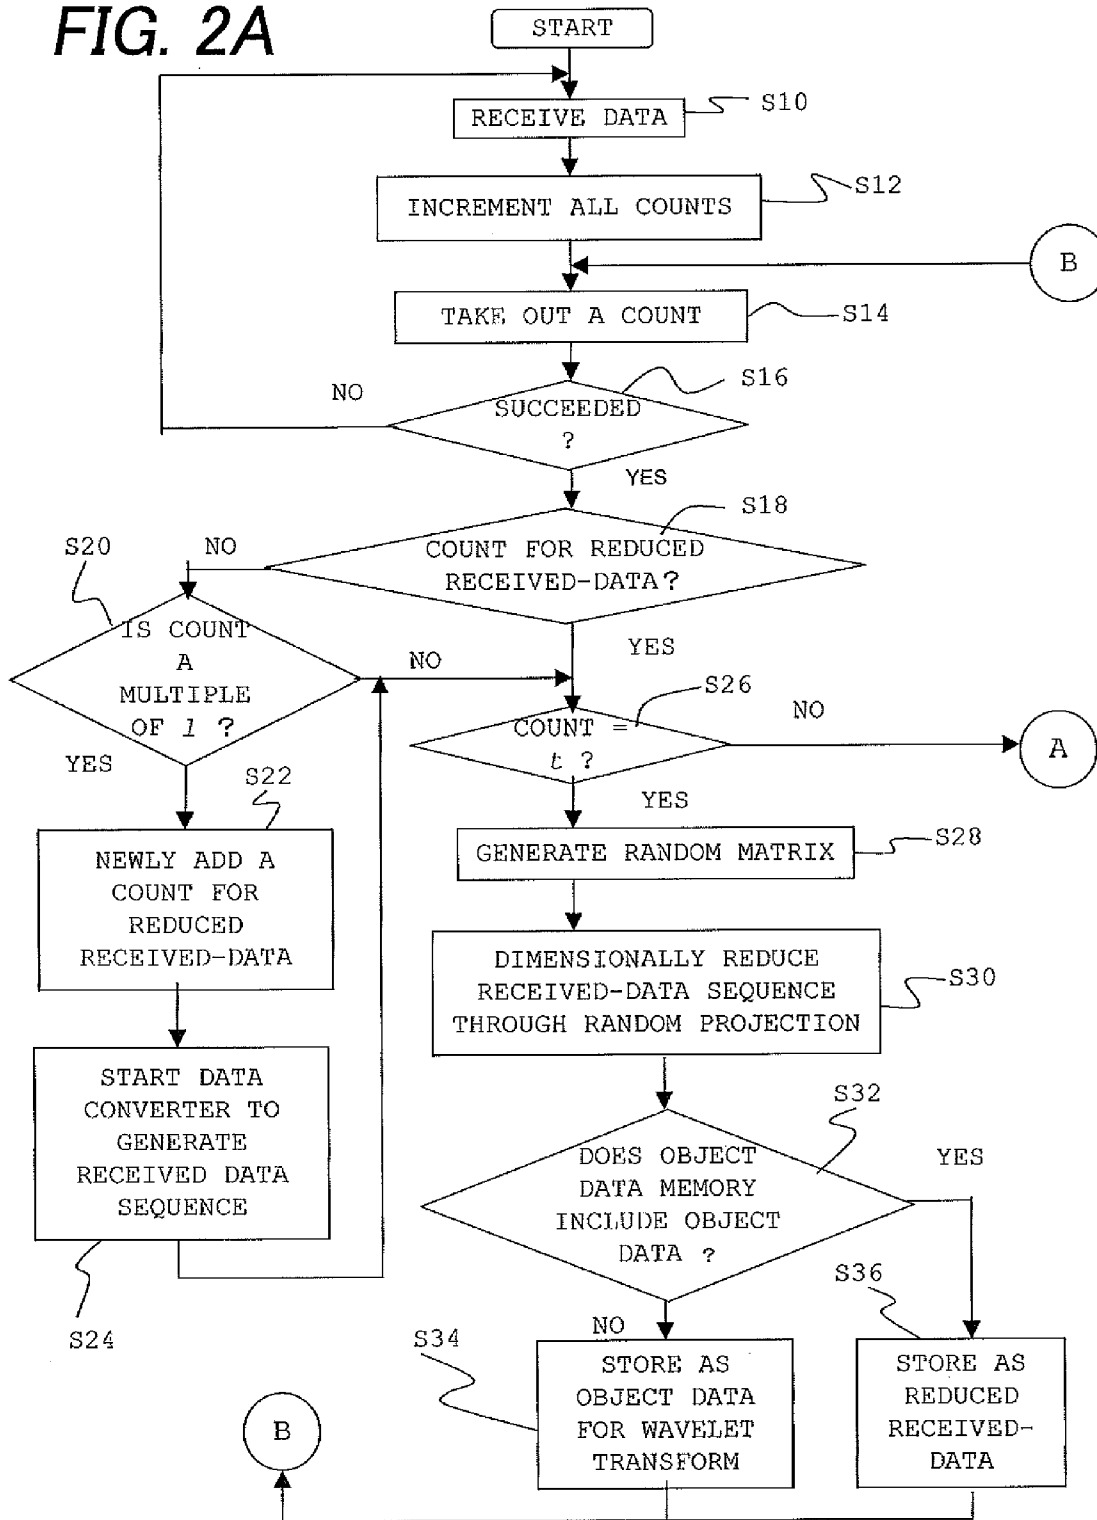 FIG. 2A
START
RECEIVE DATA
S10
INCREMENT ALL COUNTS
S12
B
TAKE OUT A COUNT
S14
S16
NO
SUCCEEDED
?
YES
S18
COUNT FOR REDUCED
RECEIVED-DATA?
NO
S20
IS COUNT
A
MULTIPLE
OF l ?
NO
YES
YES
S26
COUNT =
t ?
NO
A
YES
S22
NEWLY ADD A
COUNT FOR
REDUCED
RECEIVED-DATA
GENERATE RANDOM MATRIX
S28
DIMENSIONALLY REDUCE
RECEIVED-DATA SEQUENCE
THROUGH RANDOM PROJECTION
S30
START DATA
CONVERTER TO
GENERATE
RECEIVED DATA
SEQUENCE
S24
S32
DOES OBJECT
DATA MEMORY
INCLUDE OBJECT
DATA ?
YES
NO
S34
STORE AS
OBJECT DATA
FOR WAVELET
TRANSFORM
S36
STORE AS
REDUCED
RECEIVED-
DATA
B